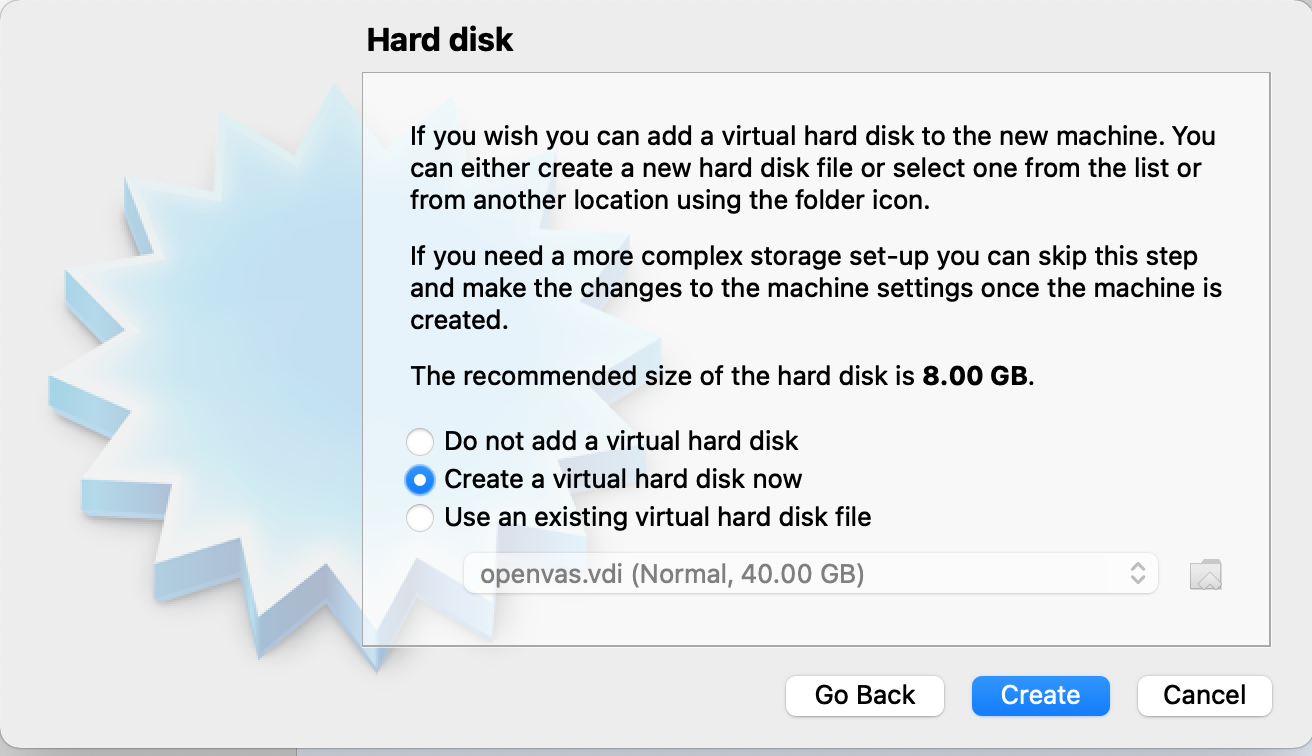 Hard disk
If you wish you can add a virtual hard disk to the new machine. You
can either create a new hard disk file or select one from the list or
from another location using the folder icon.
If you need a more complex storage set-up you can skip this step
and make the changes to the machine settings once the machine is
created.
The recommended size of the hard disk is 8.00 GB.
Do not add a virtual hard disk
Create a virtual hard disk now
Use an existing virtual hard disk file
openvas.vdi (Normal, 40.00 GB)
Go Back
Create
Cancel